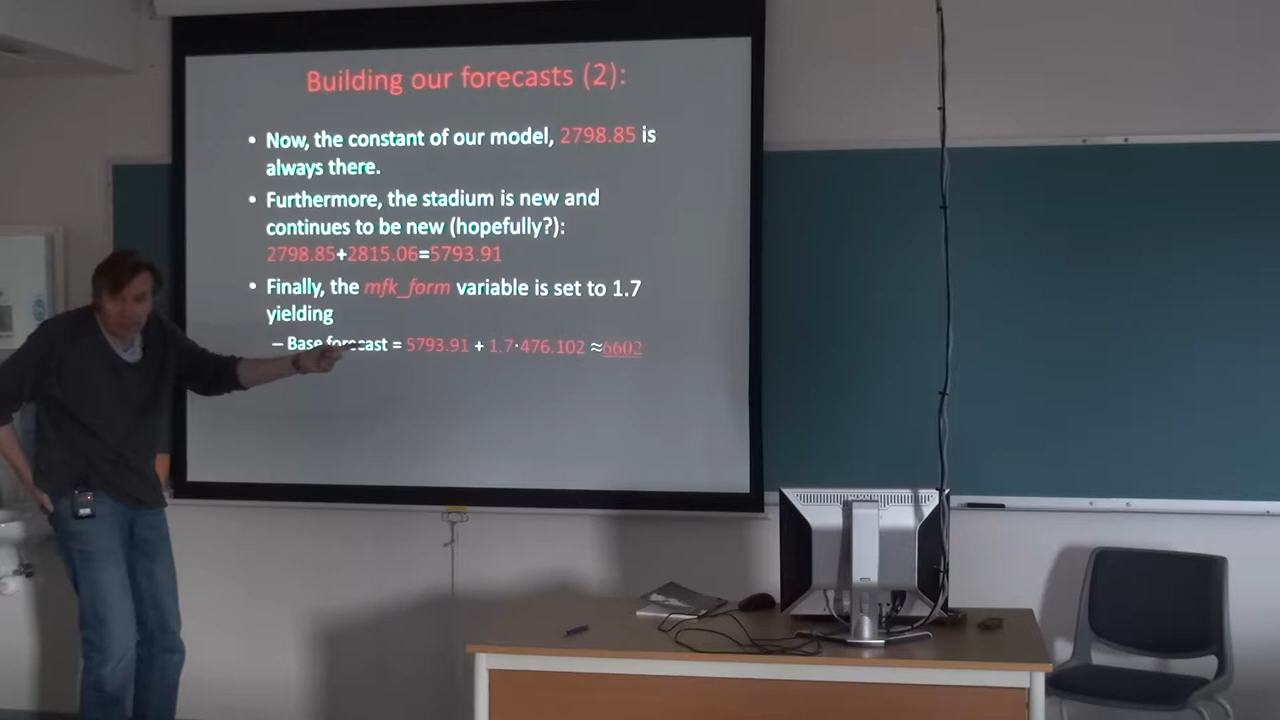 Building our forecasts (2):
• Now, the constant of our model, 2798.85 is
always there.
• Furthermore, the stadium is new and
continues to be new (hopefully?):
2798.85+2815.06=5793.91
• Finally, the mfk_form variable is set to 1.7
yielding
– Base forecast = 5793.91 + 1.7·476.102 ≈6602